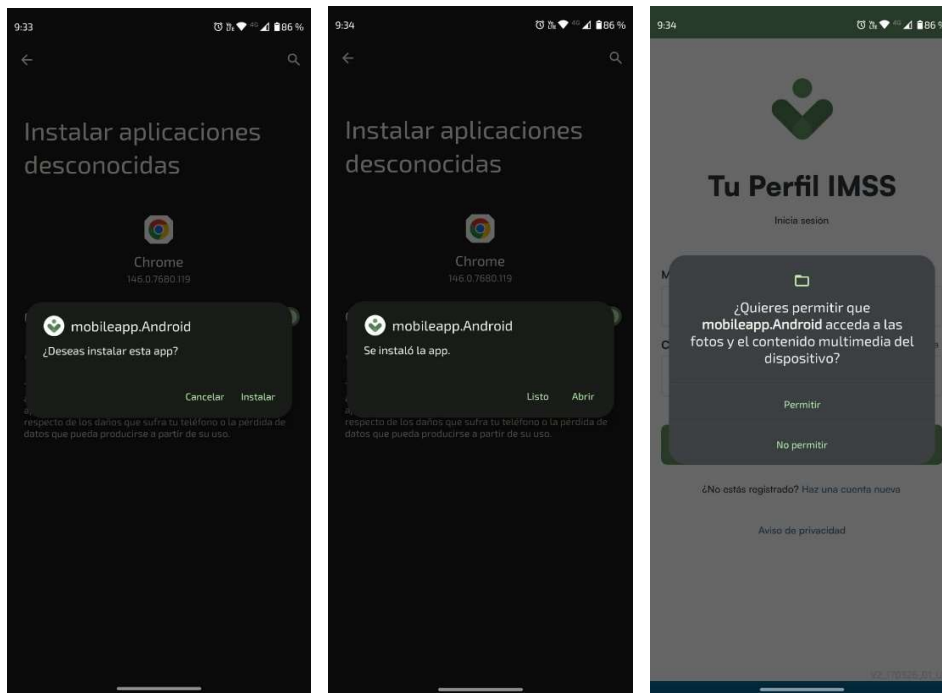 9:33
86 %
Instalar aplicaciones
desconocidas
Chrome
146.0.7680.119
mobileapp.Android
¿Deseas instalar esta app?
Cancelar Instalar
respecto de los daños que sufra tu teléfono o la pérdida de
datos que pueda producirse a partir de su uso.
9:34
4G 86 %
Instalar aplicaciones
desconocidas
Chrome
146.0.7680.119
mobileapp.Android
Se instaló la app.
Listo Abrir
respecto de los daños que sufra tu teléfono o la pérdida de
datos que pueda producirse a partir de su uso.
9:34
4G 86 %
Tu Perfil IMSS
Inicia sesión
¿Quieres permitir que
mobileapp.Android acceda a las
fotos y el contenido multimedia del
dispositivo?
Permitir
No permitir
¿No estás registrado? Haz una cuenta nueva
Aviso de privacidad